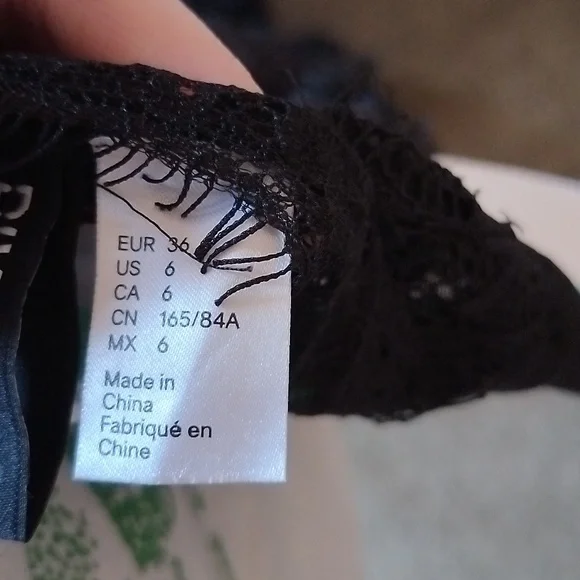 EUR 36
US 6
CA 6
CN 165/84A
MX 6
Made in
China
Fabriqué en
Chine